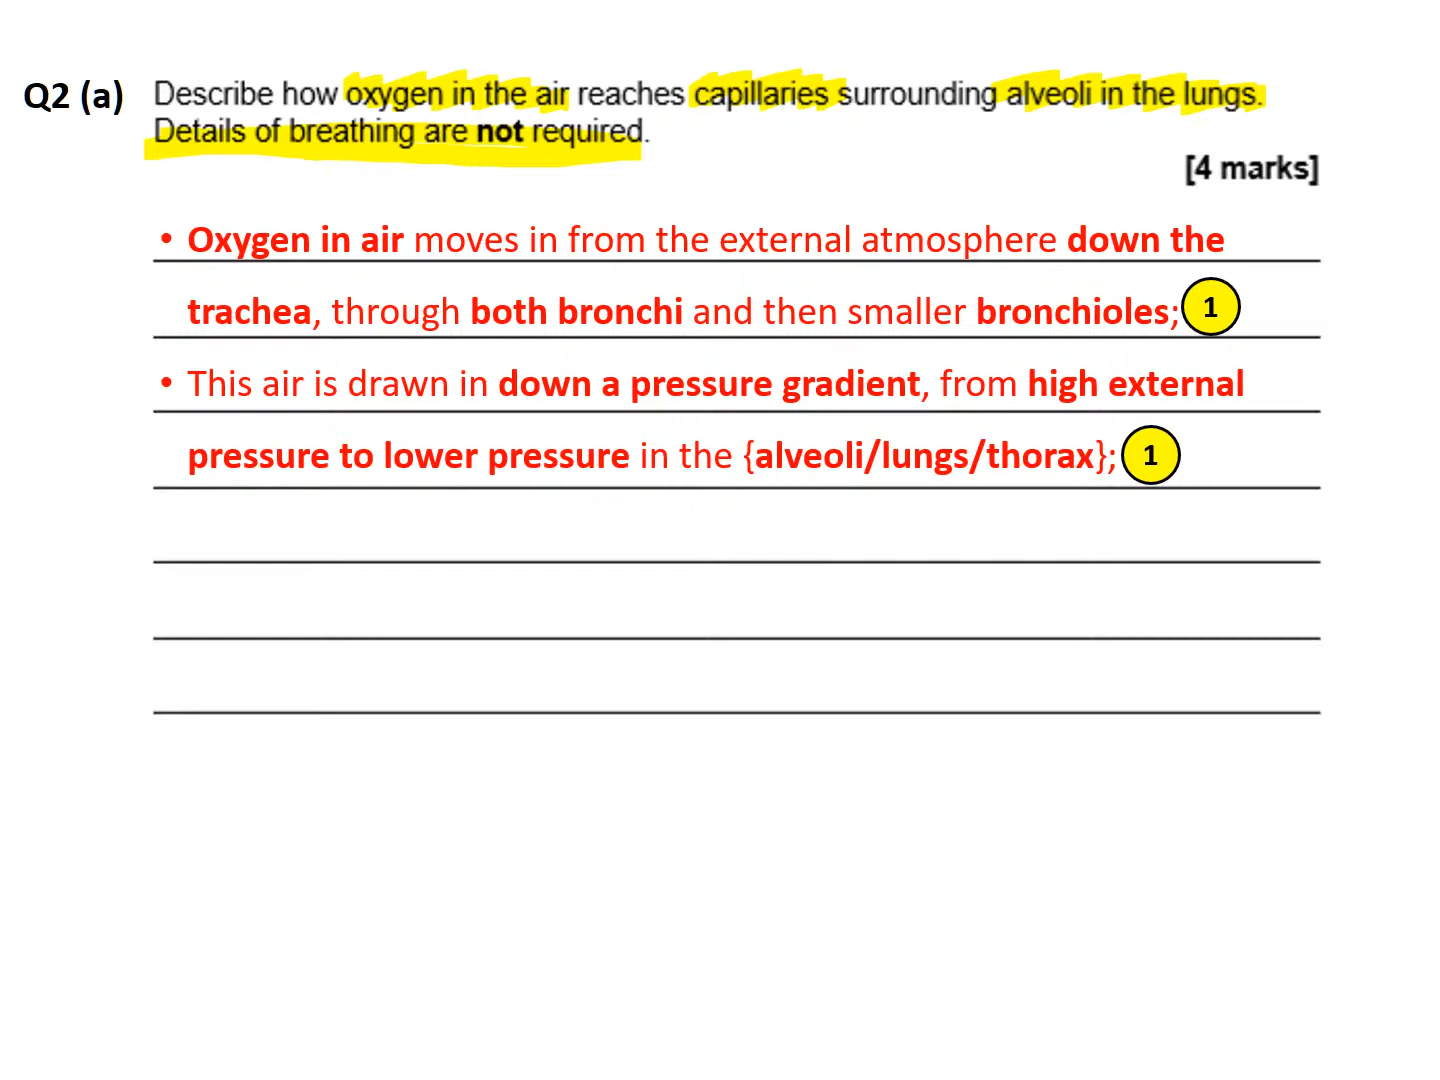 Q2 (a) Describe how oxygen in the air reaches capillaries surrounding alveoli in the lungs.
Details of breathing are not required.
[4 marks]
• Oxygen in air moves in from the external atmosphere down the
trachea, through both bronchi and then smaller bronchioles; 1
• This air is drawn in down a pressure gradient, from high external
pressure to lower pressure in the {alveoli/lungs/thorax}; 1